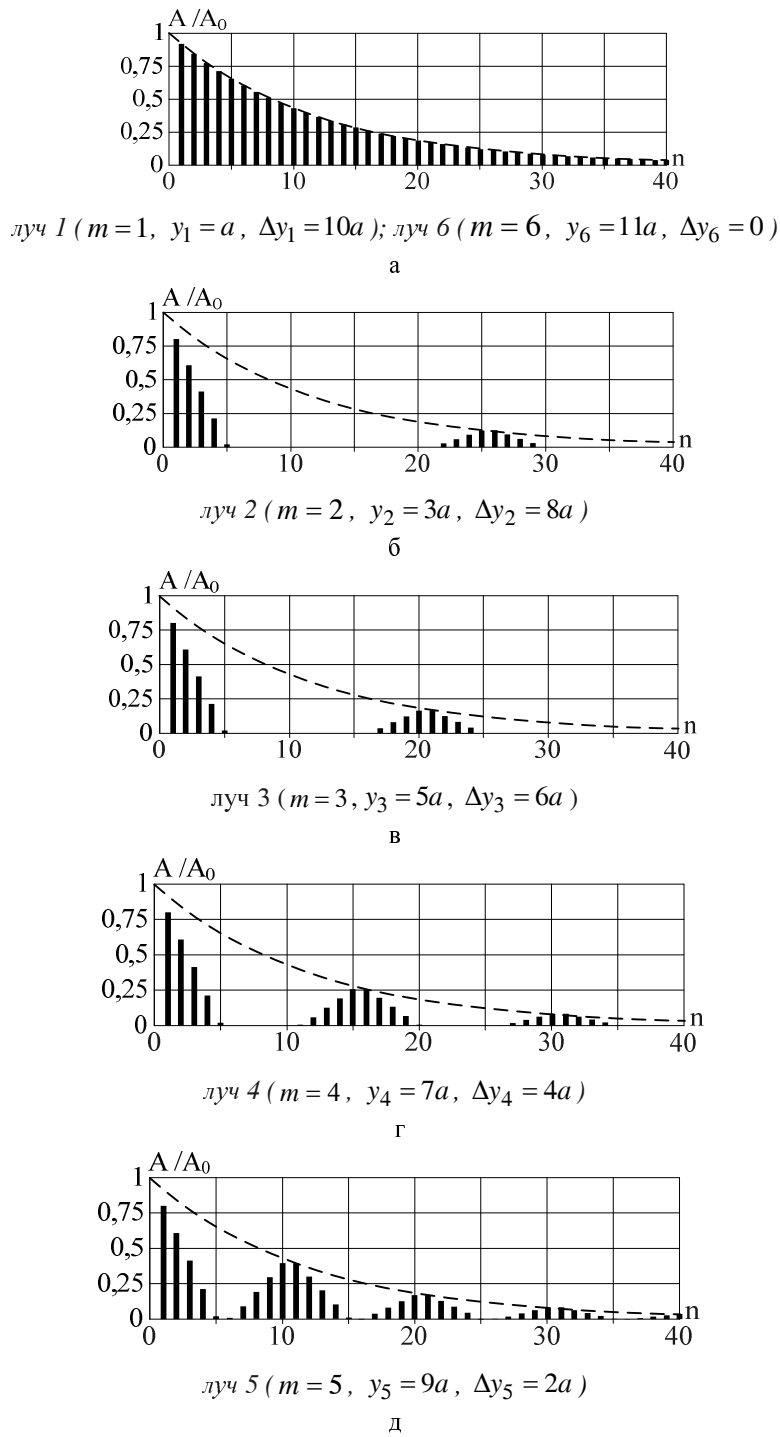 A /A₀
1
0,75
0,5
0,25
0
0 10 20 30 40 n
луч 1 ( m = 1, y₁ = a, Δy₁ = 10a ); луч 6 ( m = 6, y₆ = 11a, Δy₆ = 0 )
а
A /A₀
1
0,75
0,5
0,25
0
0 10 20 30 40 n
луч 2 ( m = 2, y₂ = 3a, Δy₂ = 8a )
б
A /A₀
1
0,75
0,5
0,25
0
0 10 20 30 40 n
луч 3 ( m = 3, y₃ = 5a, Δy₃ = 6a )
в
A /A₀
1
0,75
0,5
0,25
0
0 10 20 30 40 n
луч 4 ( m = 4, y₄ = 7a, Δy₄ = 4a )
г
A /A₀
1
0,75
0,5
0,25
0
0 10 20 30 40 n
луч 5 ( m = 5, y₅ = 9a, Δy₅ = 2a )
д